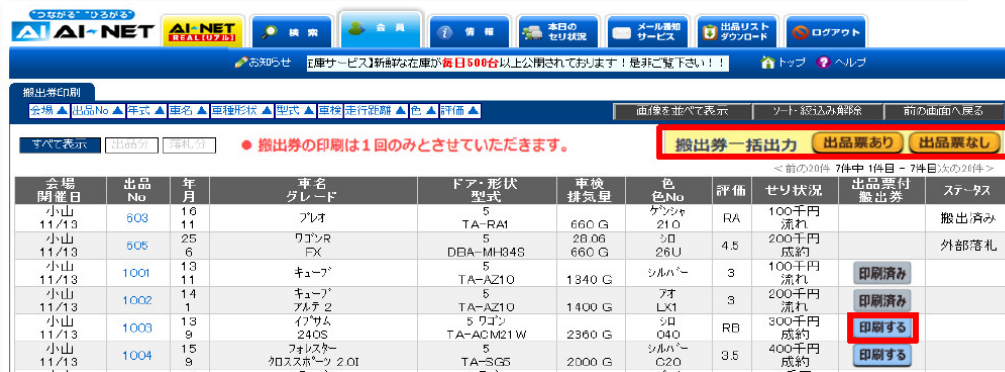 "つながる" "ひろがる"
AI AI-NET AI-NET REAL(リアル) 検索 会員 情報 本日のセリ状況 メール通知サービス 出品リストダウンロード ログアウト
お知らせ 在庫サービス】新鮮な在庫が毎日500台以上公開されております！是非ご覧下さい！！ トップ ヘルプ
搬出券印刷
会場▲ 出品No▲ 年式▲ 車名▲ 車種形状▲ 型式▲ 車検 走行距離▲ 色▲ 評価▲ 画像を並べて表示 ソート・絞込み解除 前の画面へ戻る
すべて表示 出品分 落札分 ● 搬出券の印刷は１回のみとさせていただきます。 搬出券一括出力 出品票あり 出品票なし
<前の20件 7件中 1件目 - 7件目 次の20件>
会場 出品 年 車名 ドア・形状 車検 色 評価 セリ状況 出品票付 ステータス
開催日 No 月 グレード 型式 排気量 色No 搬出券
小山 603 16 プレオ 5 ゲンシャ RA 100千円 搬出済み
11/13 11 TA-RA1 660 G 210 流れ
小山 605 25 ワゴンR 5 28.06 シロ 4.5 200千円 外部落札
11/13 6 FX DBA-MH34S 660 G 26U 成約
小山 1001 13 キューブ 5 シルバー 3 100千円 印刷済み
11/13 11 TA-AZ10 1340 G 流れ
小山 1002 14 キューブ 5 アオ 3 200千円 印刷済み
11/13 1 アルテ 2 TA-AZ10 1400 G LX1 流れ
小山 1003 13 イプサム 5 ワゴン シロ RB 300千円 印刷する
11/13 9 240S TA-ACM21W 2360 G 040 成約
小山 1004 15 フォレスター 5 シルバー 3.5 400千円 印刷する
11/13 9 クロススポーツ 2.0I TA-SG5 2000 G C20 成約